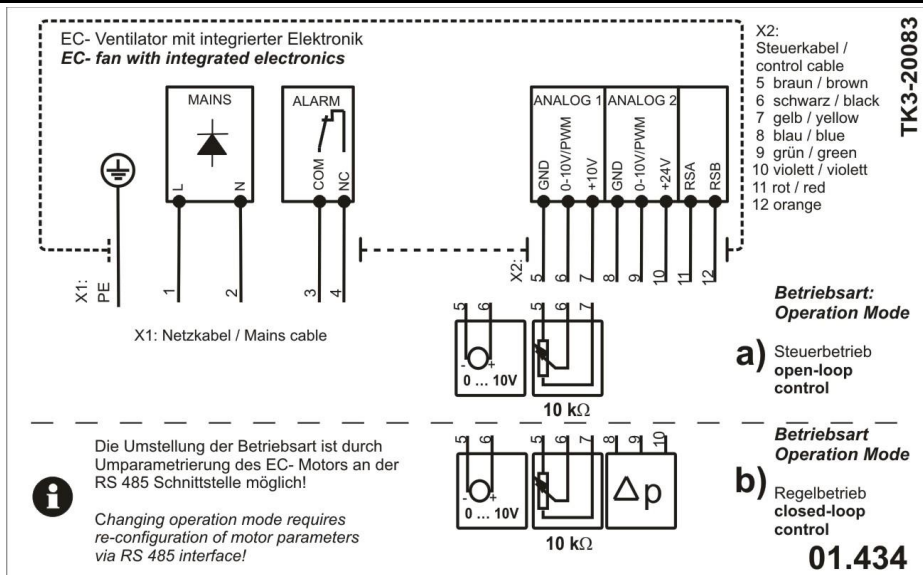 EC- Ventilator mit integrierter Elektronik
EC- fan with integrated electronics
MAINS
L
N
ALARM
COM
NC
ANALOG 1
GND
0-10V/PWM
+10V
ANALOG 2
GND
0-10V/PWM
+24V
RSA
RSB
X2:
Steuerkabel /
control cable
5 braun / brown
6 schwarz / black
7 gelb / yellow
8 blau / blue
9 grün / green
10 violett / violett
11 rot / red
12 orange
TK3-20083
X1:
PE
1
2
3
4
X2:
5
6
7
8
9
10
11
12
X1: Netzkabel / Mains cable
5
6
- +
0 ... 10V
5
6
7
10 kΩ
Betriebsart:
Operation Mode
a) Steuerbetrieb
open-loop
control
Die Umstellung der Betriebsart ist durch
Umparametrierung des EC- Motors an der
RS 485 Schnittstelle möglich!
i
Changing operation mode requires
re-configuration of motor parameters
via RS 485 interface!
5
6
- +
0 ... 10V
5
6
7
10 kΩ
8
9
10
Δp
Betriebsart
Operation Mode
b) Regelbetrieb
closed-loop
control
01.434